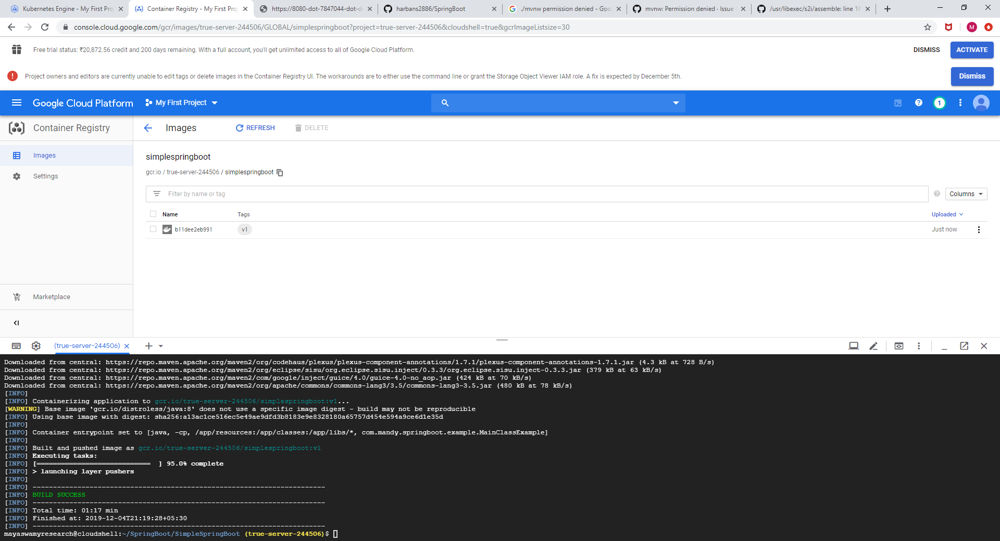 Kubernetes Engine - My First Pro
Container Registry - My First Proj
https://8080-dot-7847044-dot-d
harbans2886/SpringBoot
./mvnw permission denied - Goo
mvnw: Permission denied · Issue
/usr/libexec/s2i/assemble: line 16
console.cloud.google.com/gcr/images/true-server-244506/GLOBAL/simplespringboot?project=true-server-244506&cloudshell=true&gcrImageListsize=30
M
Free trial status: ₹20,872.56 credit and 200 days remaining. With a full account, you'll get unlimited access to all of Google Cloud Platform.
DISMISS
ACTIVATE
Project owners and editors are currently unable to edit tags or delete images in the Container Registry UI. The workarounds are to either use the command line or grant the Storage Object Viewer IAM role. A fix is expected by December 5th.
Dismiss
Google Cloud Platform
My First Project
1
Container Registry
Images
REFRESH
DELETE
Images
Settings
Marketplace
simplespringboot
gcr.io / true-server-244506 / simplespringboot
Filter by name or tag
Columns
Name
Tags
Uploaded
b11dee2eb991
v1
Just now
(true-server-244506)
Downloaded from central: https://repo.maven.apache.org/maven2/org/codehaus/plexus/plexus-component-annotations/1.7.1/plexus-component-annotations-1.7.1.jar (4.3 kB at 728 B/s)
Downloaded from central: https://repo.maven.apache.org/maven2/org/eclipse/sisu/org.eclipse.sisu.inject/0.3.3/org.eclipse.sisu.inject-0.3.3.jar (379 kB at 63 kB/s)
Downloaded from central: https://repo.maven.apache.org/maven2/com/google/inject/guice/4.0/guice-4.0-no_aop.jar (424 kB at 70 kB/s)
Downloaded from central: https://repo.maven.apache.org/maven2/org/apache/commons/commons-lang3/3.5/commons-lang3-3.5.jar (480 kB at 78 kB/s)
[INFO]
[INFO] Containerizing application to gcr.io/true-server-244506/simplespringboot:v1...
[WARNING] Base image 'gcr.io/distroless/java:8' does not use a specific image digest - build may not be reproducible
[INFO] Using base image with digest: sha256:a13ac1ce516ec5e49ae9dfd3b8183e9e8328180a65757d454e594a9ce6d1e35d
[INFO]
[INFO] Container entrypoint set to [java, -cp, /app/resources:/app/classes:/app/libs/*, com.mandy.springboot.example.MainClassExample]
[INFO]
[INFO] Built and pushed image as gcr.io/true-server-244506/simplespringboot:v1
[INFO] Executing tasks:
[INFO] [============================  ] 95.0% complete
[INFO] > launching layer pushers
[INFO]
[INFO] ------------------------------------------------------------------------
[INFO] BUILD SUCCESS
[INFO] ------------------------------------------------------------------------
[INFO] Total time: 01:17 min
[INFO] Finished at: 2019-12-04T21:19:28+05:30
[INFO] ------------------------------------------------------------------------
mayaswamyresearch@cloudshell:~/SpringBoot/SimpleSpringBoot (true-server-244506)$